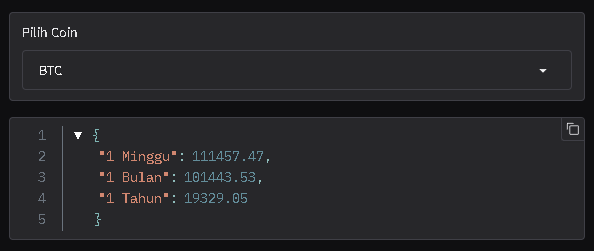 Pilih Coin
BTC
1 ▼ {
2 "1 Minggu": 111457.47,
3 "1 Bulan": 101443.53,
4 "1 Tahun": 19329.05
5 }